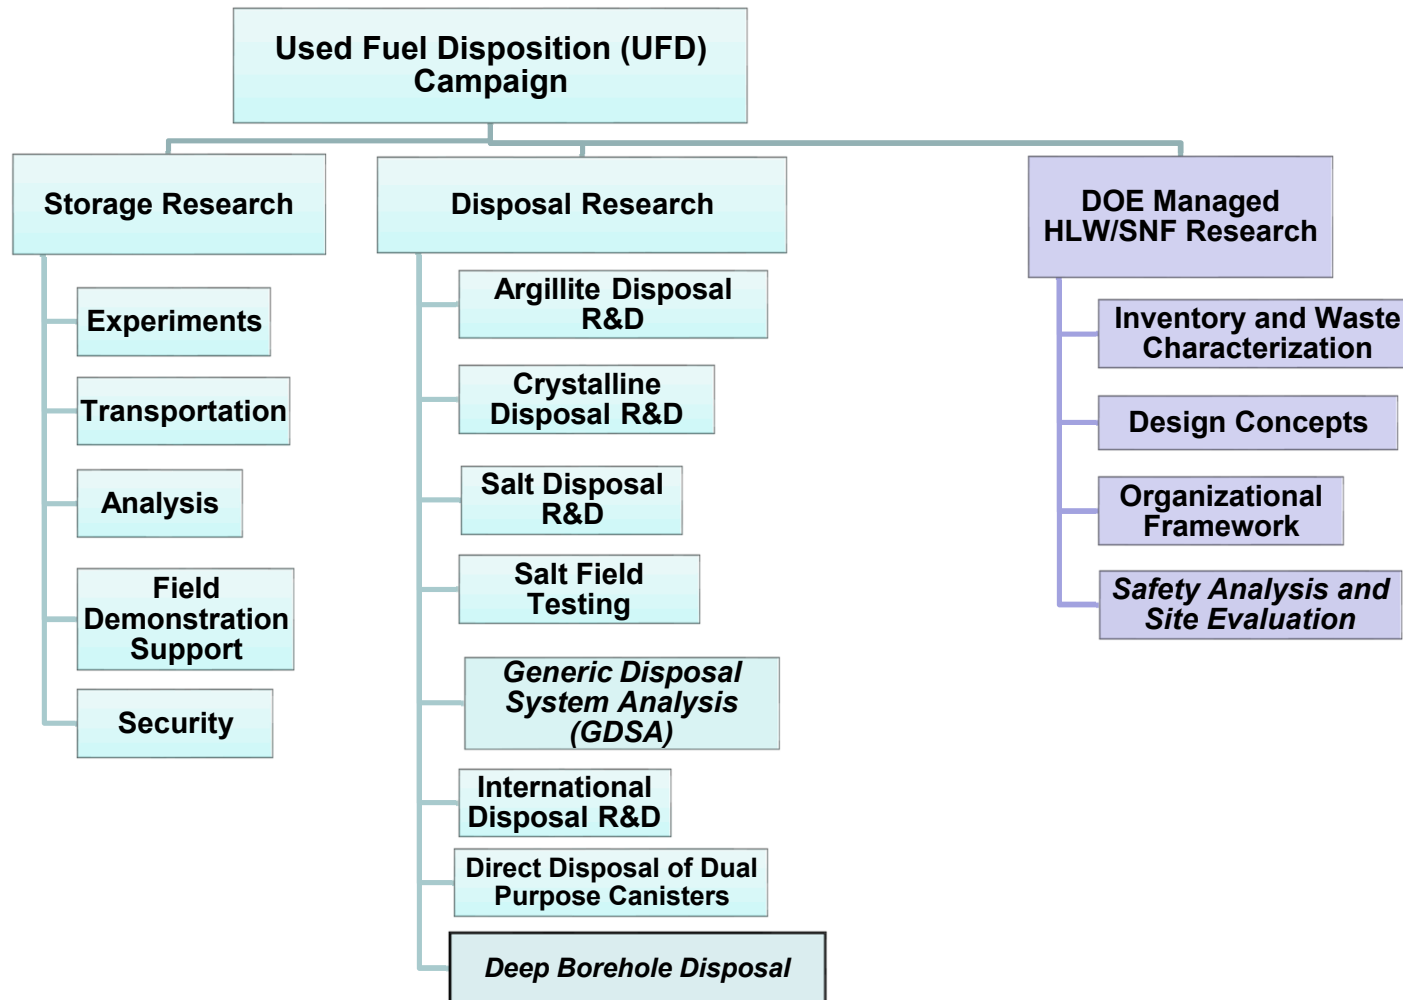 Used Fuel Disposition (UFD)
Campaign
Storage Research
Experiments
Transportation
Analysis
Field
Demonstration
Support
Security
Disposal Research
Argillite Disposal
R&D
Crystalline
Disposal R&D
Salt Disposal
R&D
Salt Field
Testing
Generic Disposal
System Analysis
(GDSA)
International
Disposal R&D
Direct Disposal of Dual
Purpose Canisters
Deep Borehole Disposal
DOE Managed
HLW/SNF Research
Inventory and Waste
Characterization
Design Concepts
Organizational
Framework
Safety Analysis and
Site Evaluation